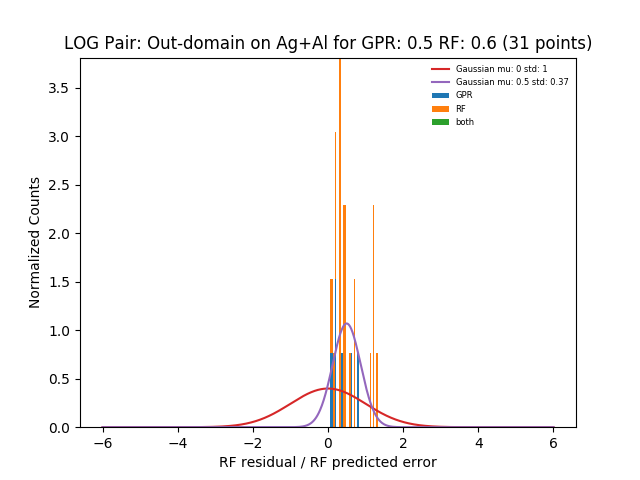 LOG Pair: Out-domain on Ag+Al for GPR: 0.5 RF: 0.6 (31 points)
Gaussian mu: 0 std: 1
Gaussian mu: 0.5 std: 0.37
GPR
RF
both
Normalized Counts
3.5
3.0
2.5
2.0
1.5
1.0
0.5
0.0
−6
−4
−2
0
2
4
6
RF residual / RF predicted error